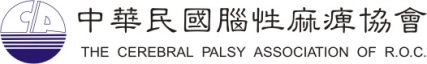 中華民國腦性麻痺協會
THE CEREBRAL PALSY ASSOCIATION OF R.O.C.